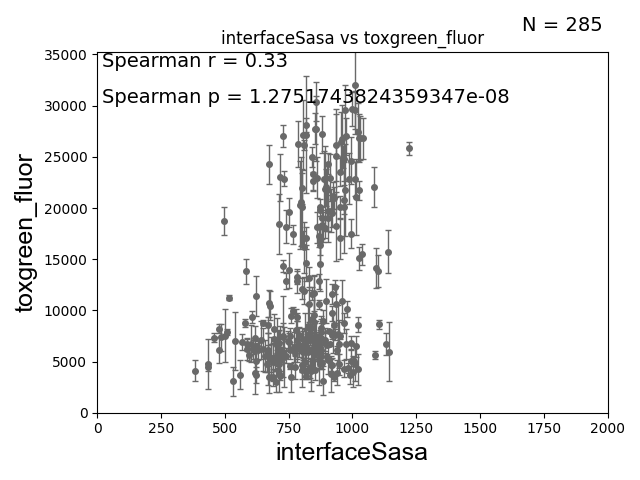 N = 285
interfaceSasa vs toxgreen_fluor
Spearman r = 0.33
Spearman p = 1.2751743824359347e-08
toxgreen_fluor
35000
30000
25000
20000
15000
10000
5000
0
0 250 500 750 1000 1250 1500 1750 2000
interfaceSasa